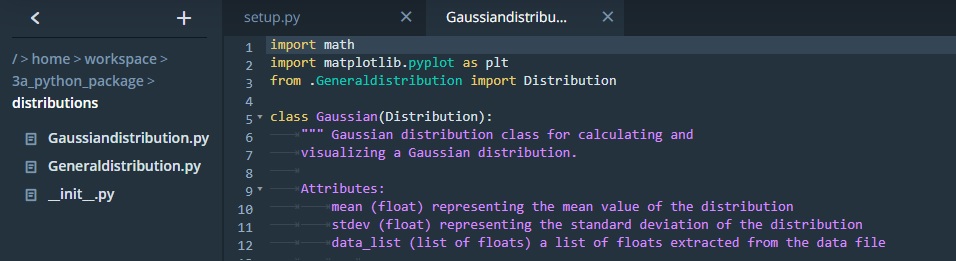 setup.py
Gaussiandistribu...
/ > home > workspace >
3a_python_package >
distributions
Gaussiandistribution.py
Generaldistribution.py
__init__.py
1 import math
2 import matplotlib.pyplot as plt
3 from .Generaldistribution import Distribution
4
5 class Gaussian(Distribution):
6 """ Gaussian distribution class for calculating and
7 visualizing a Gaussian distribution.
8
9 Attributes:
10 mean (float) representing the mean value of the distribution
11 stdev (float) representing the standard deviation of the distribution
12 data_list (list of floats) a list of floats extracted from the data file